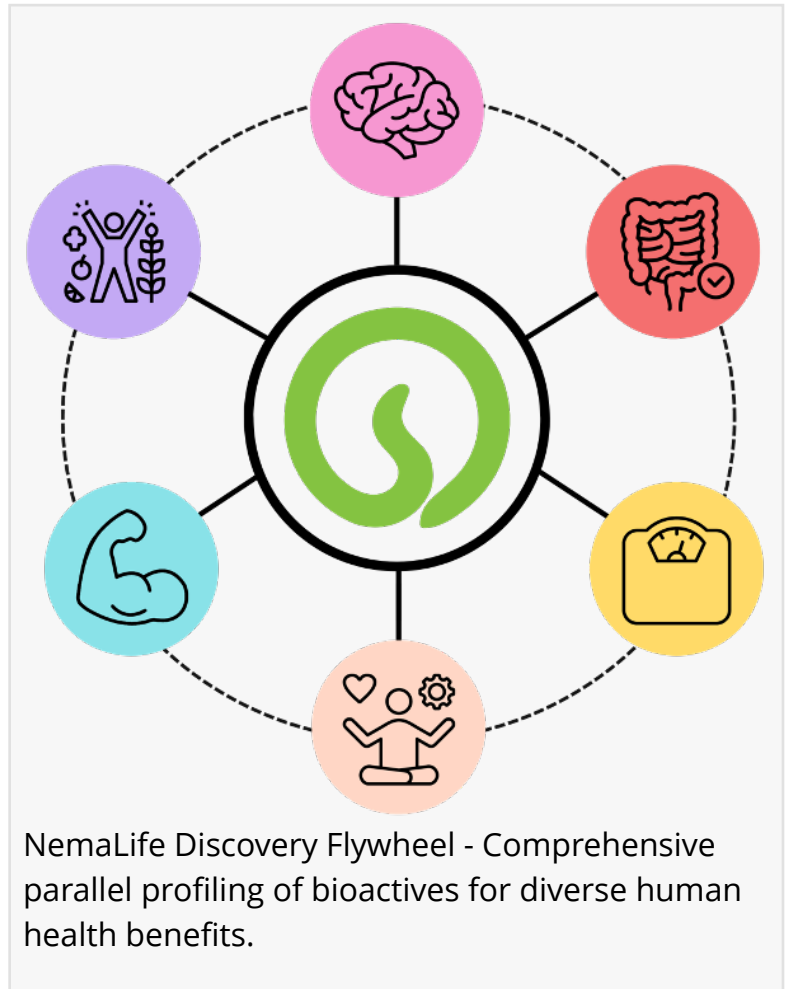 NemaLife Discovery Flywheel - Comprehensive
parallel profiling of bioactives for diverse human
health benefits.